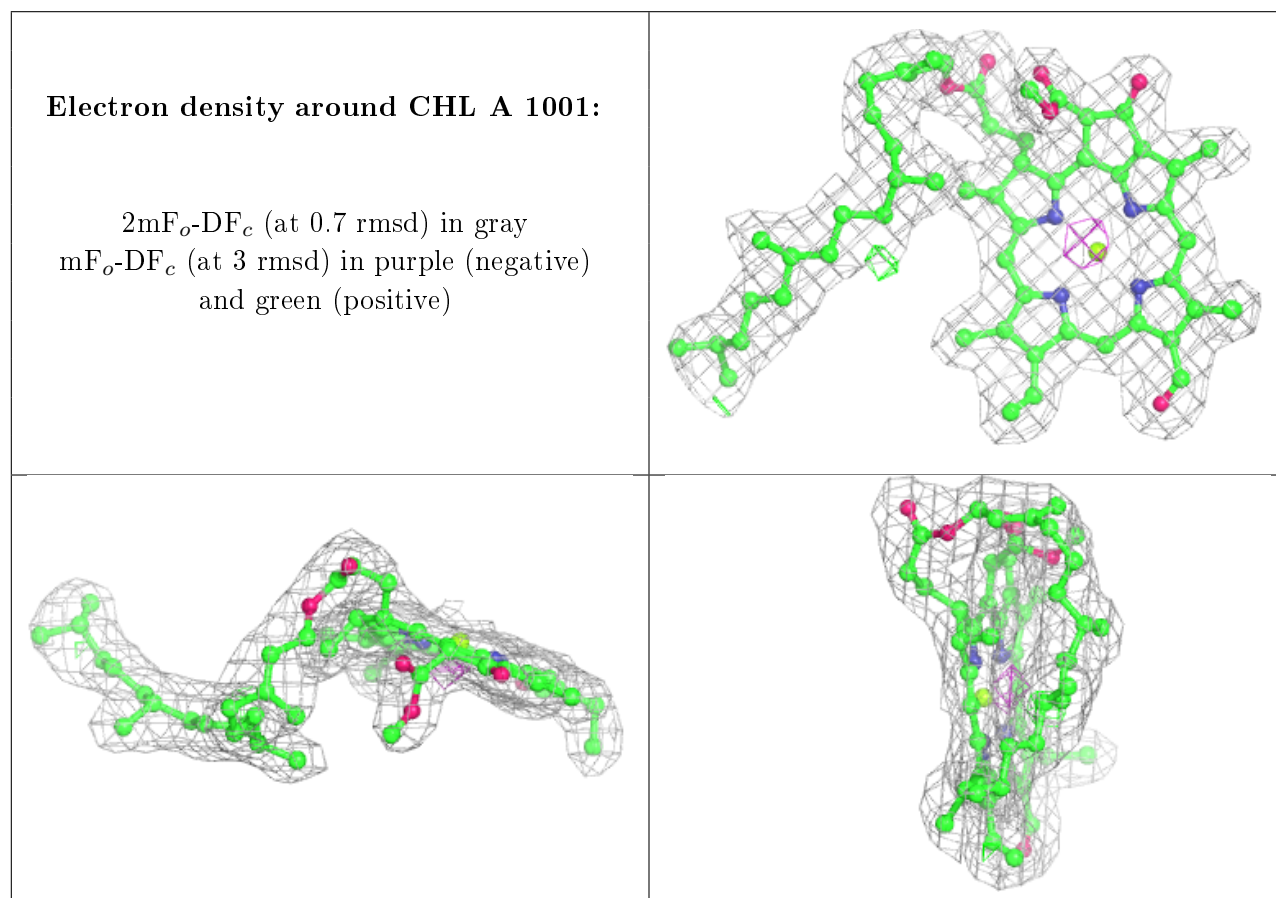 Electron density around CHL A 1001:
2mFo-DFc (at 0.7 rmsd) in gray
mFo-DFc (at 3 rmsd) in purple (negative)
and green (positive)